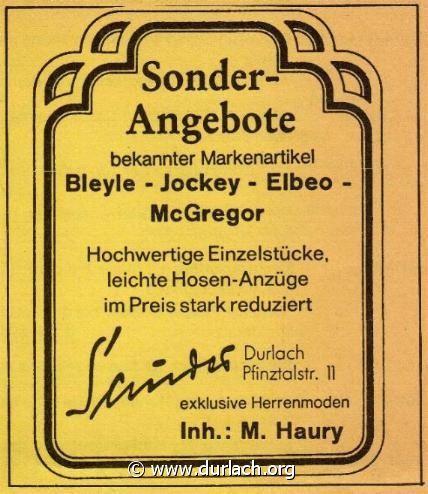 Sonder-
Angebote
bekannter Markenartikel
Bleyle - Jockey - Elbeo -
McGregor
Hochwertige Einzelstücke,
leichte Hosen-Anzüge
im Preis stark reduziert
Sander Durlach
Pfinztalstr. 11
exklusive Herrenmoden
Inh.: M. Haury
© www.durlach.org